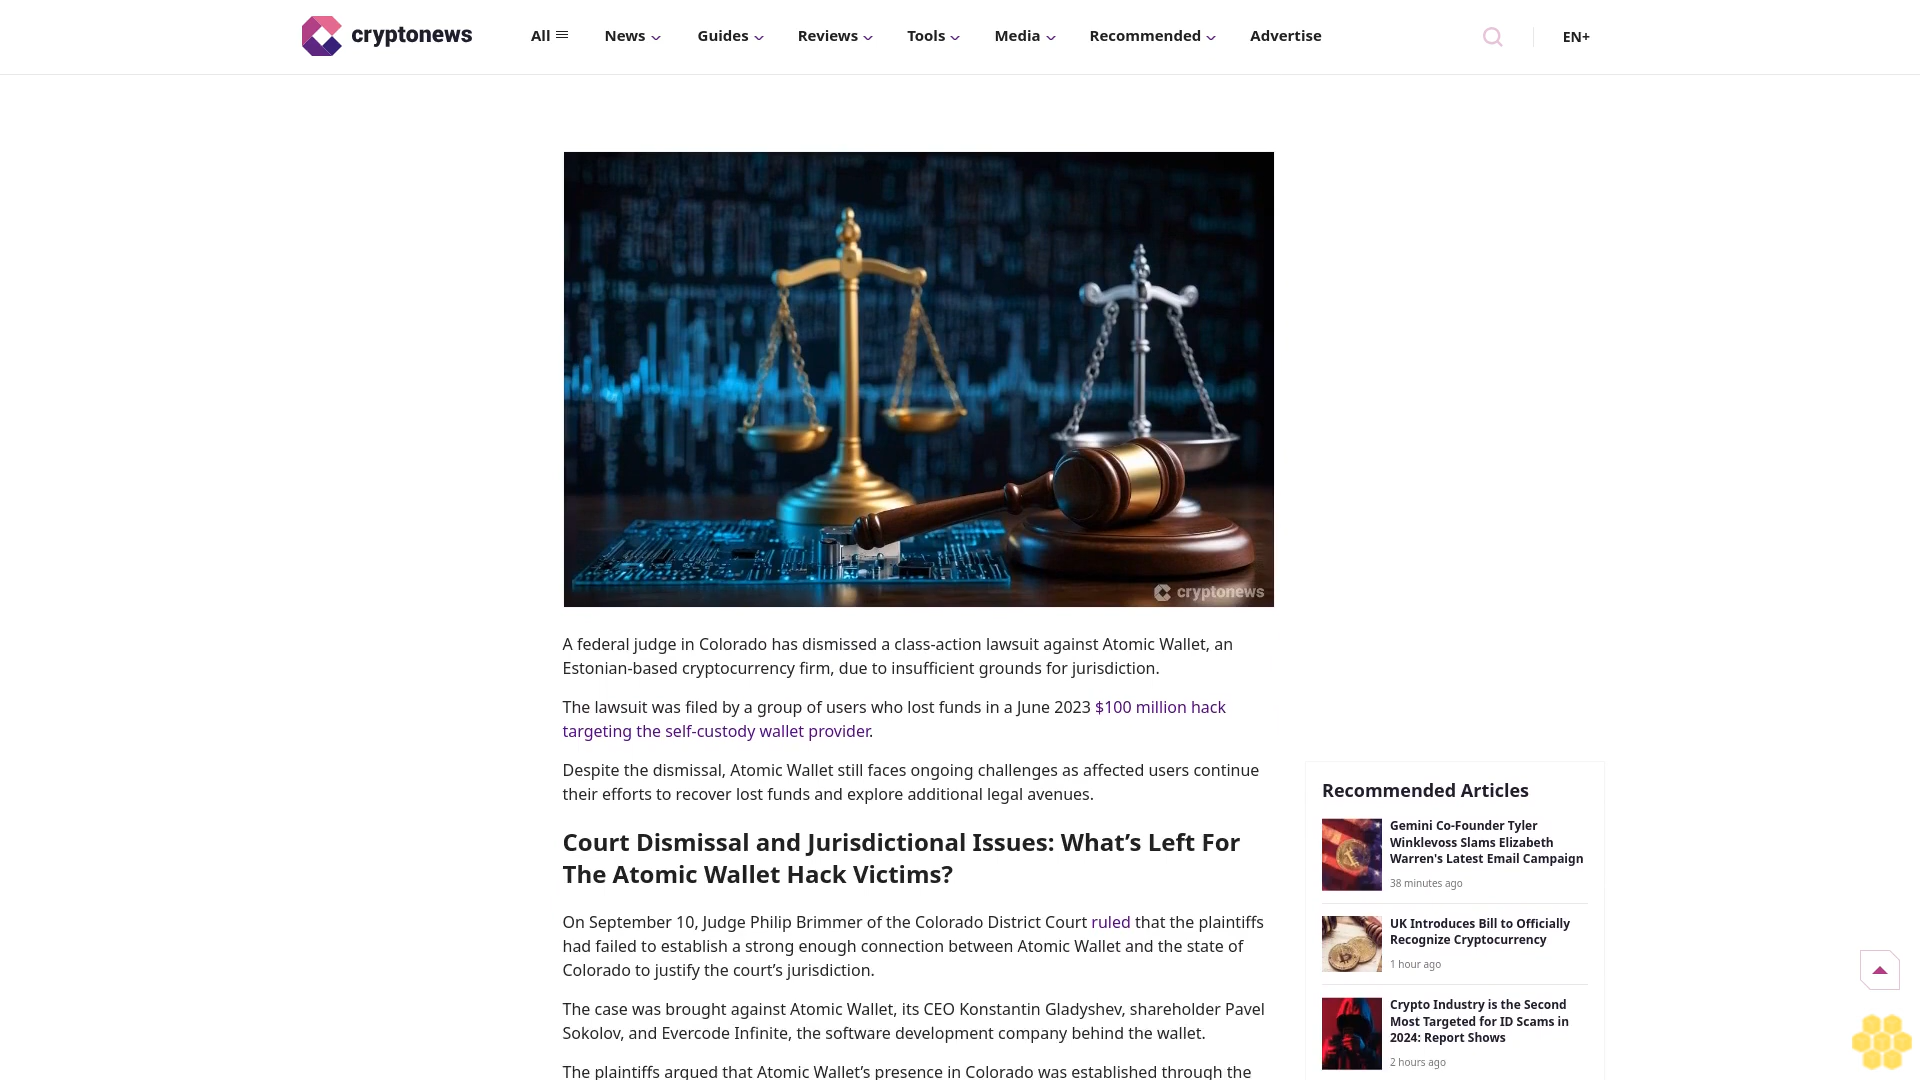 cryptonews
All
News
Guides
Reviews
Tools
Media
Recommended
Advertise
EN+
cryptonews
A federal judge in Colorado has dismissed a class-action lawsuit against Atomic Wallet, an
Estonian-based cryptocurrency firm, due to insufficient grounds for jurisdiction.
The lawsuit was filed by a group of users who lost funds in a June 2023 $100 million hack
targeting the self-custody wallet provider.
Despite the dismissal, Atomic Wallet still faces ongoing challenges as affected users continue
their efforts to recover lost funds and explore additional legal avenues.
Court Dismissal and Jurisdictional Issues: What’s Left For
The Atomic Wallet Hack Victims?
On September 10, Judge Philip Brimmer of the Colorado District Court ruled that the plaintiffs
had failed to establish a strong enough connection between Atomic Wallet and the state of
Colorado to justify the court’s jurisdiction.
The case was brought against Atomic Wallet, its CEO Konstantin Gladyshev, shareholder Pavel
Sokolov, and Evercode Infinite, the software development company behind the wallet.
The plaintiffs argued that Atomic Wallet’s presence in Colorado was established through the
Recommended Articles
Gemini Co-Founder Tyler
Winklevoss Slams Elizabeth
Warren's Latest Email Campaign
38 minutes ago
UK Introduces Bill to Officially
Recognize Cryptocurrency
1 hour ago
Crypto Industry is the Second
Most Targeted for ID Scams in
2024: Report Shows
2 hours ago